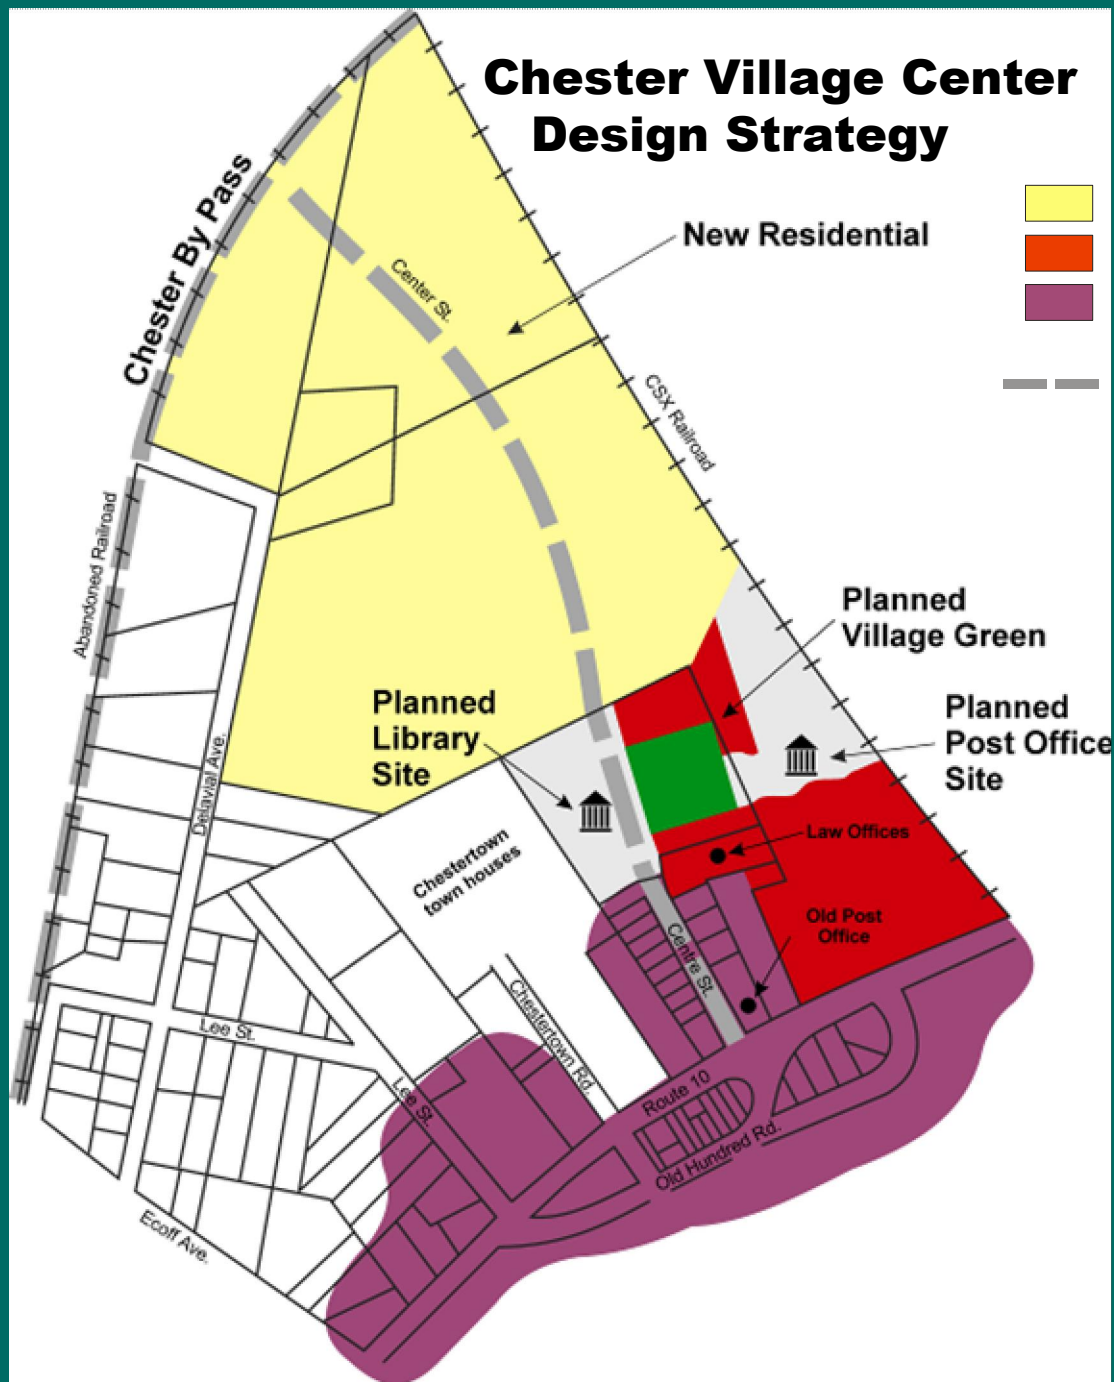 Chester Village Center
Design Strategy
Chester By Pass
New Residential
Center St.
CSX Railroad
Abandoned Railroad
Planned
Village Green
Planned
Library
Site
Planned
Post Office
Site
Delavial Ave.
Law Offices
Chestertown
town houses
Old Post
Office
Centre St.
Chestertown Rd.
Lee St.
Lee St.
Route 10
Old Hundred Rd.
Ecoff Ave.